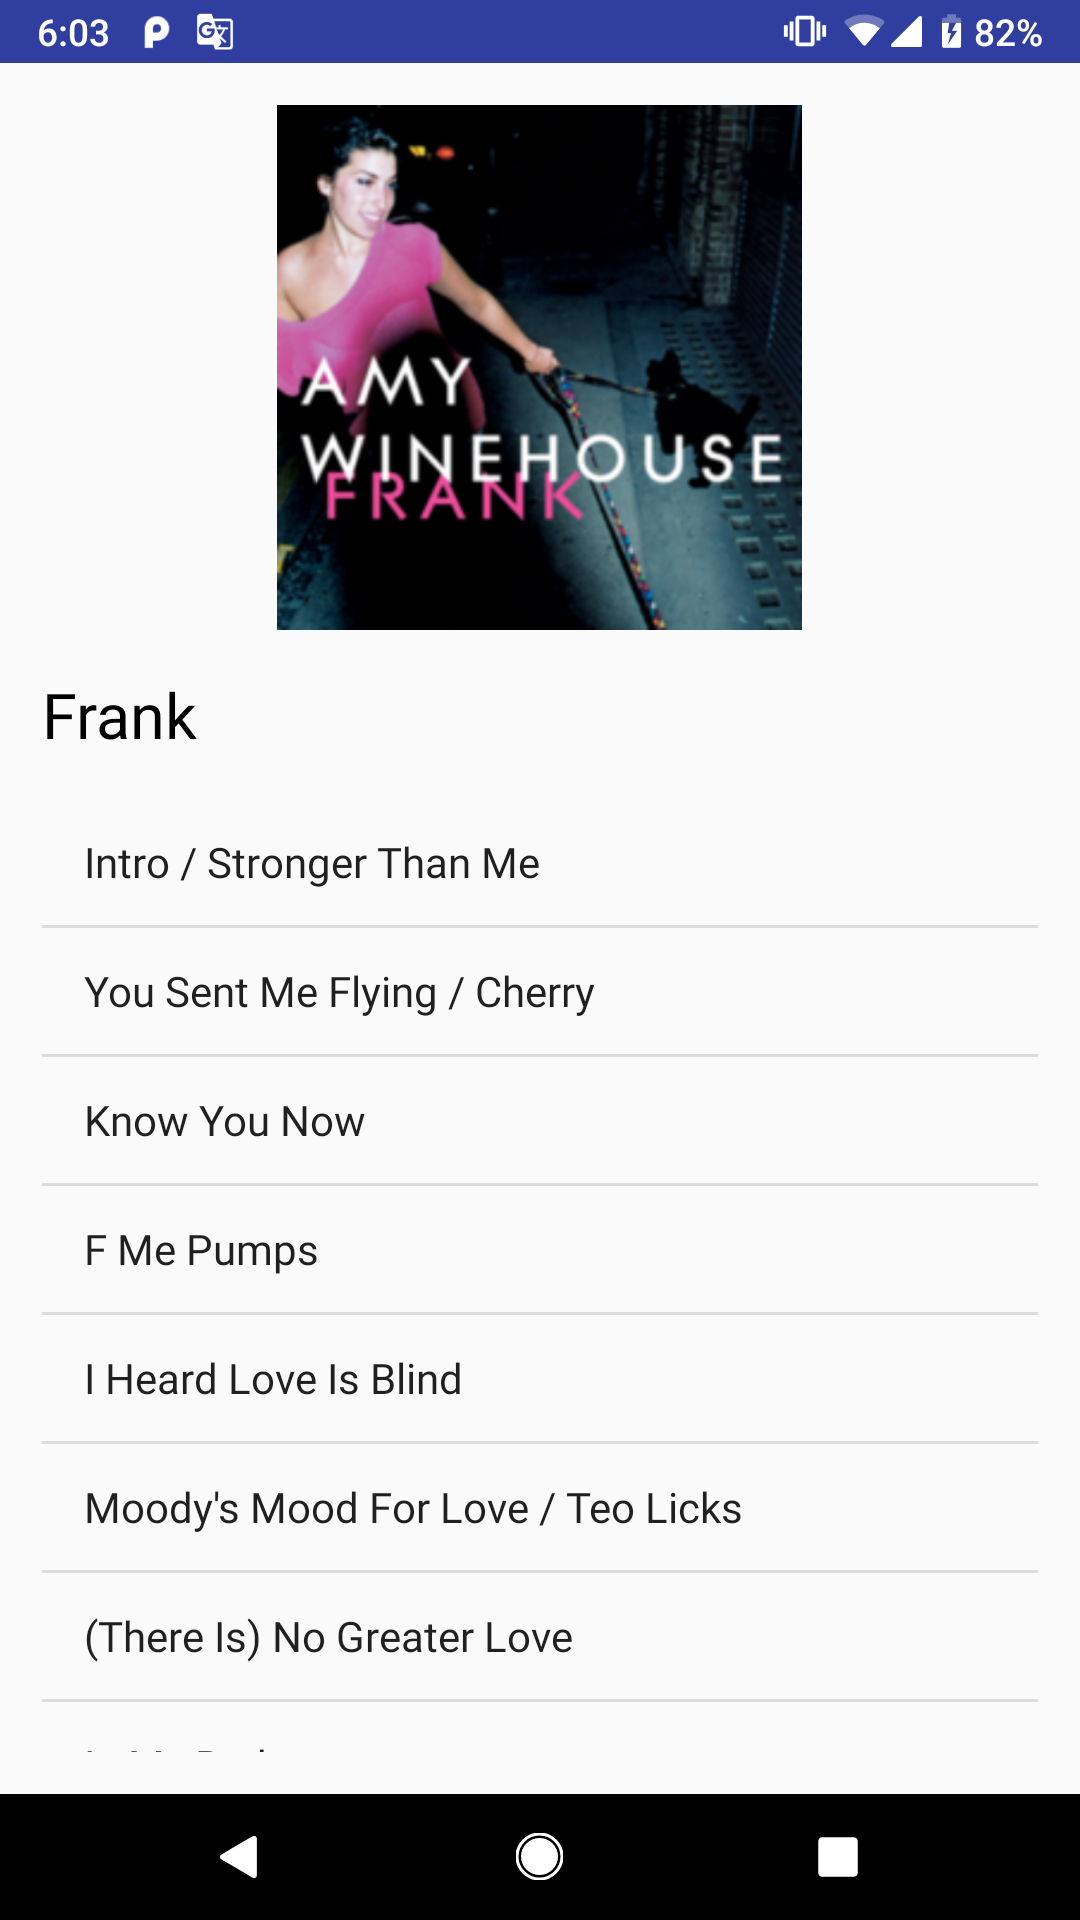 6:03
82%
AMY
WINEHOUSE
FRANK
Frank
Intro / Stronger Than Me
You Sent Me Flying / Cherry
Know You Now
F Me Pumps
I Heard Love Is Blind
Moody's Mood For Love / Teo Licks
(There Is) No Greater Love